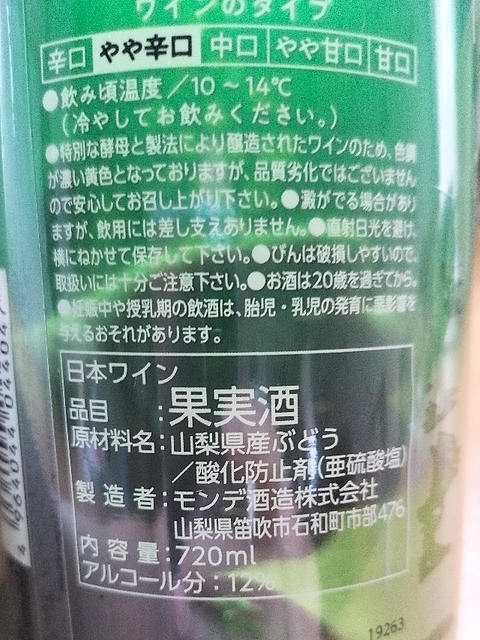 ワインのタイプ
辛口 やや辛口 中口 やや甘口 甘口
●飲み頃温度／10～14℃
(冷やしてお飲みください。)
●特別な酵母と製法により醸造されたワインのため、色調
が濃い黄色となっておりますが、品質劣化ではございません
ので安心してお召し上がり下さい。●澱がでる場合があり
ますが、飲用には差し支えありません。●直射日光を避け、
横にねかせて保存して下さい。●びんは破損しやすいので、
取扱いには十分ご注意下さい。●お酒は20歳を過ぎてから。
●妊娠中や授乳期の飲酒は、胎児・乳児の発育に悪影響を
与えるおそれがあります。
日本ワイン
品目 :果実酒
原材料名:山梨県産ぶどう
／酸化防止剤(亜硫酸塩)
製造者:モンデ酒造株式会社
山梨県笛吹市石和町市部476
内容量:720ml
アルコール分:12%
19263